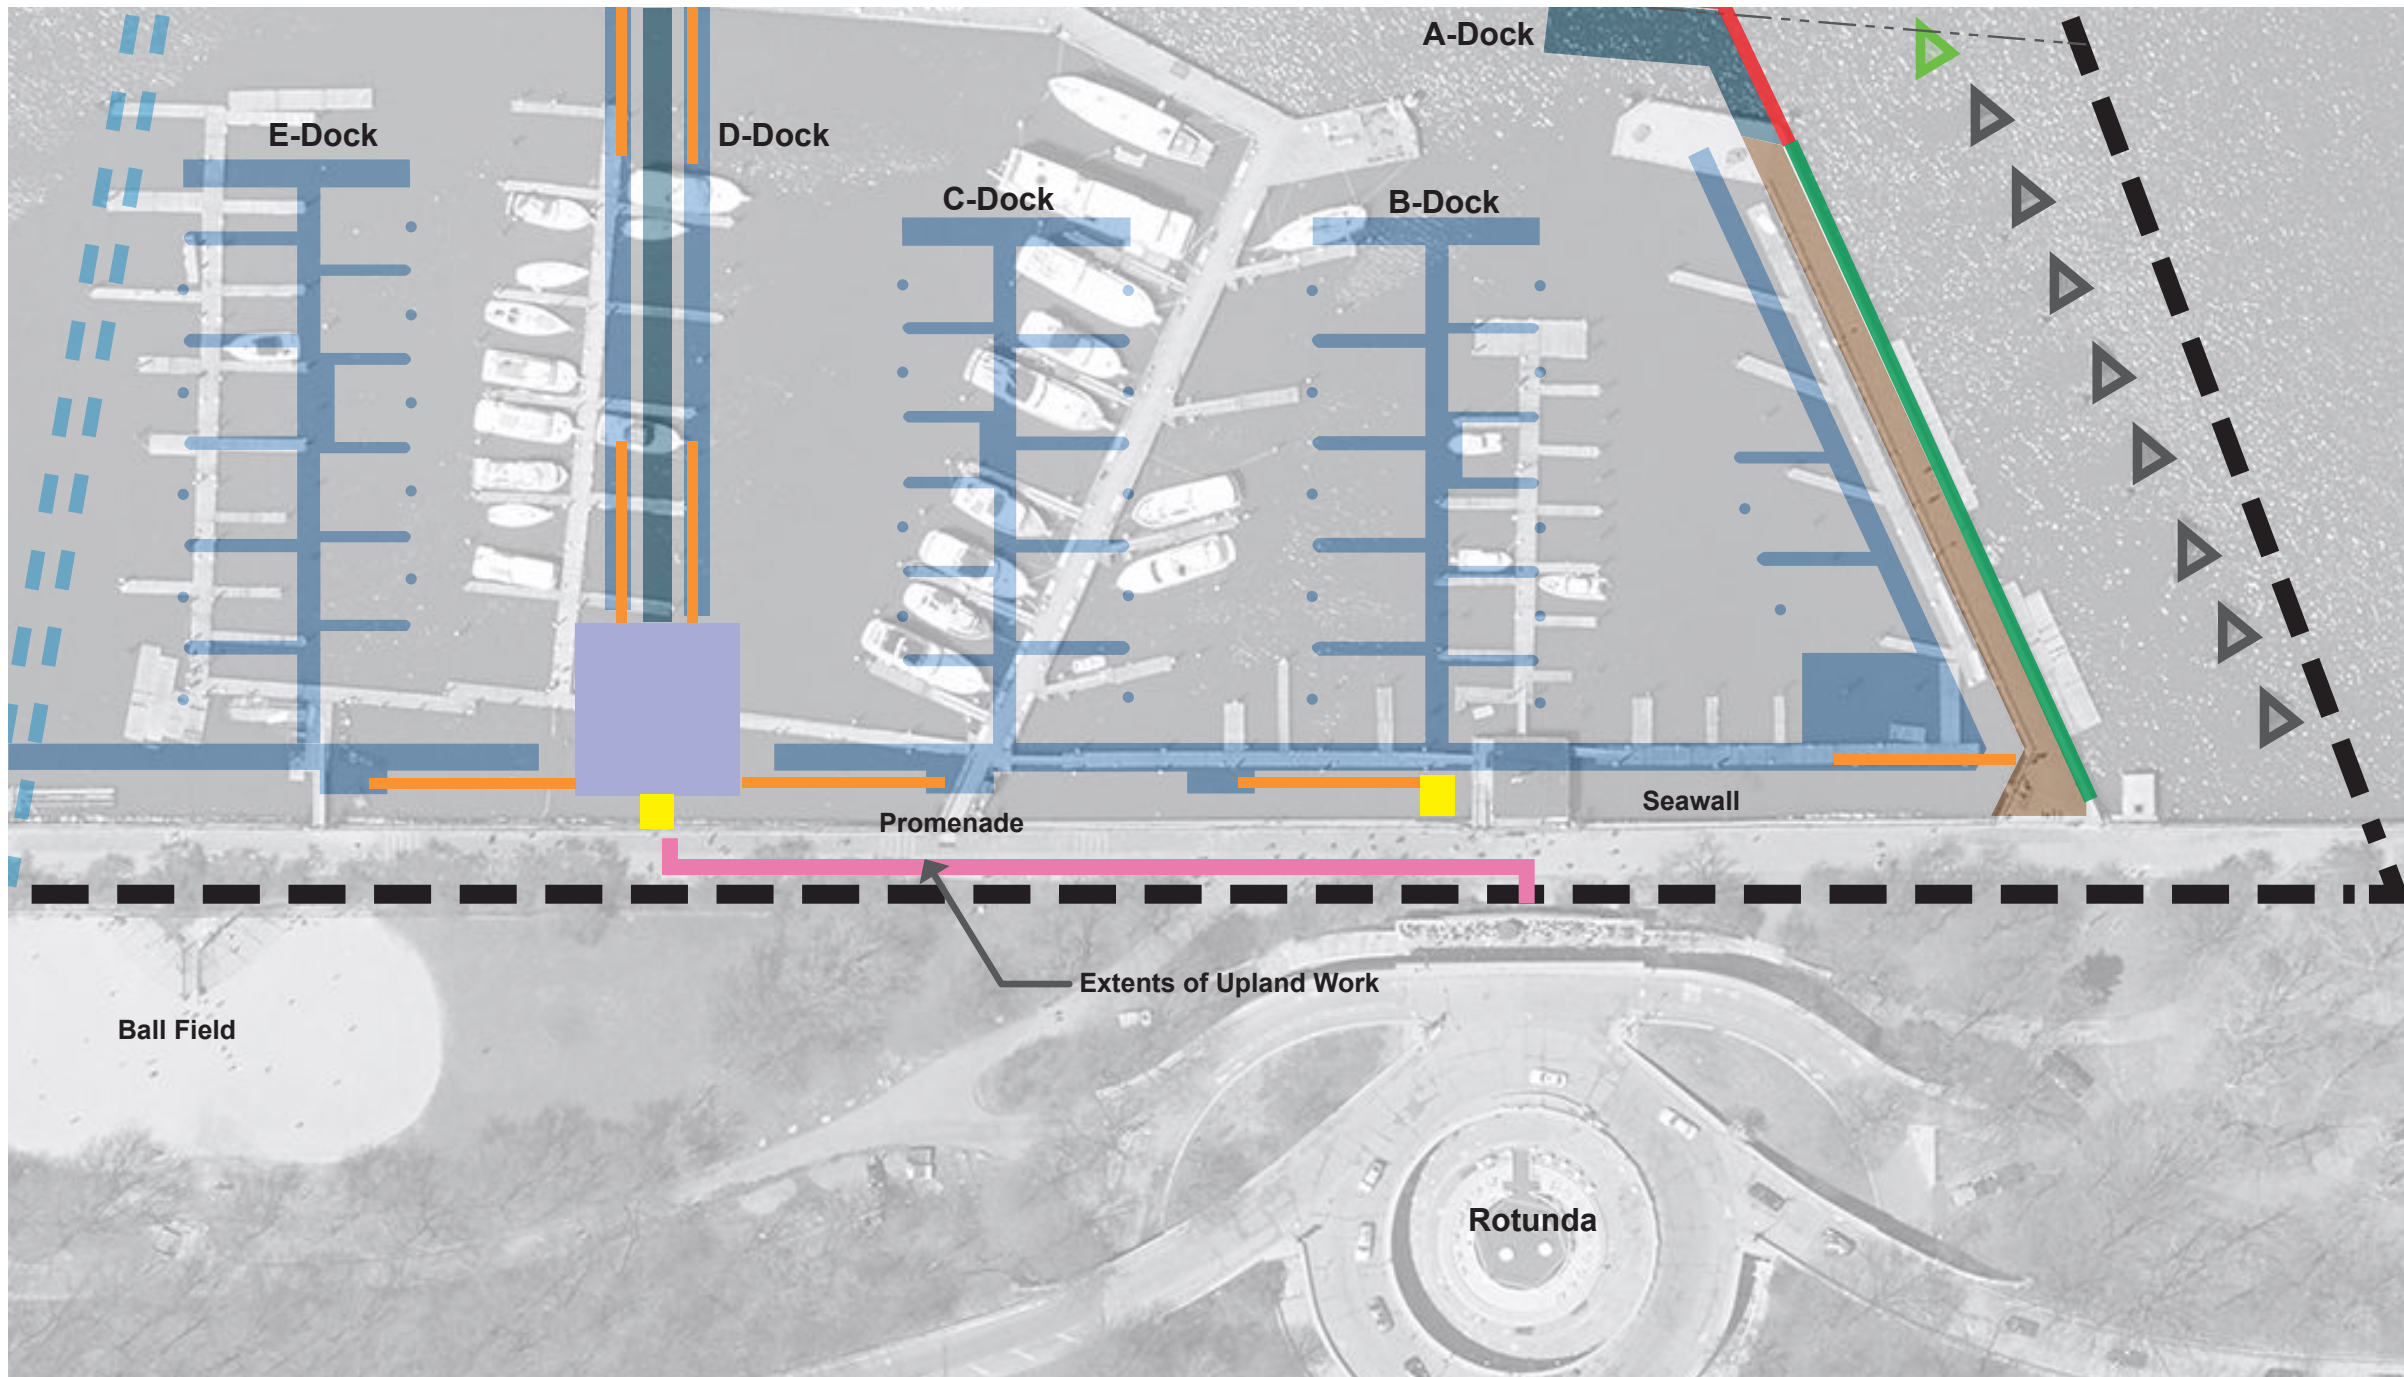 A-Dock
E-Dock
D-Dock
C-Dock
B-Dock
Seawall
Promenade
Extents of Upland Work
Ball Field
Rotunda